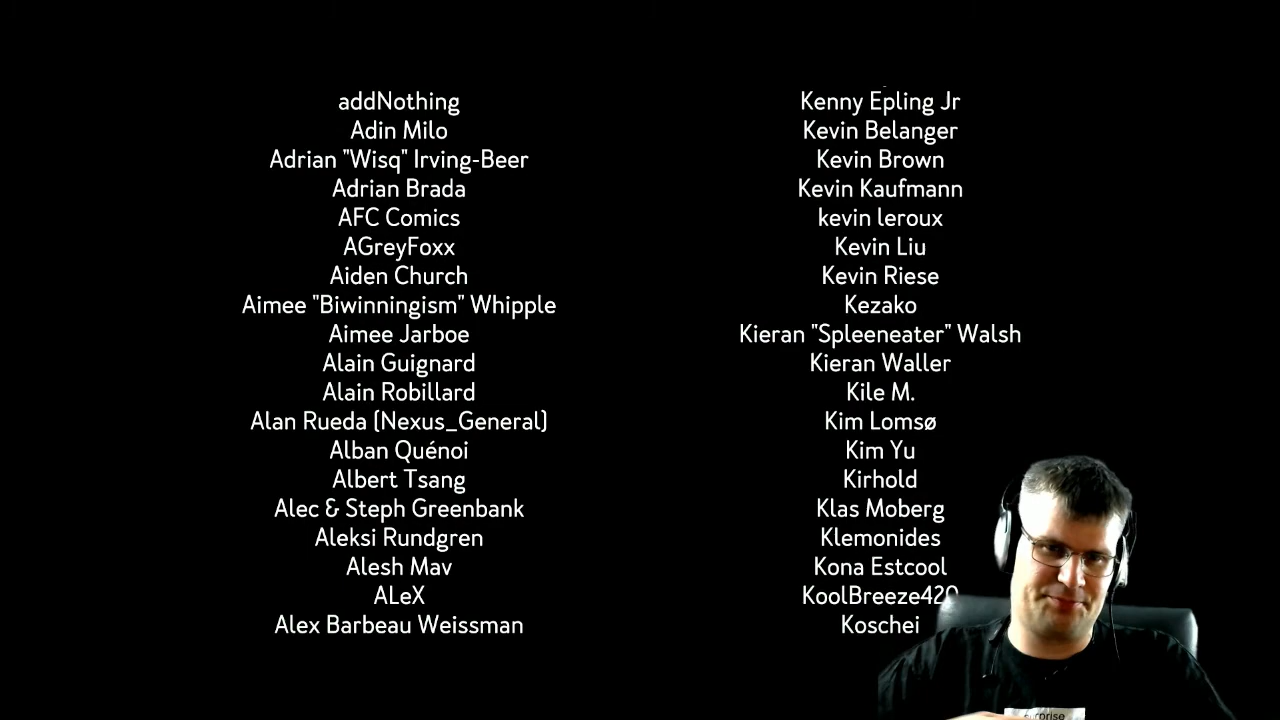 addNothing
Adin Milo
Adrian "Wisq" Irving-Beer
Adrian Brada
AFC Comics
AGreyFoxx
Aiden Church
Aimee "Biwinningism" Whipple
Aimee Jarboe
Alain Guignard
Alain Robillard
Alan Rueda (Nexus_General)
Alban Quénoi
Albert Tsang
Alec & Steph Greenbank
Aleksi Rundgren
Alesh Mav
ALeX
Alex Barbeau Weissman
Kenny Epling Jr
Kevin Belanger
Kevin Brown
Kevin Kaufmann
kevin leroux
Kevin Liu
Kevin Riese
Kezako
Kieran "Spleeneater" Walsh
Kieran Waller
Kile M.
Kim Lomsø
Kim Yu
Kirhold
Klas Moberg
Klemonides
Kona Estcool
KoolBreeze420
Koschei
surprise